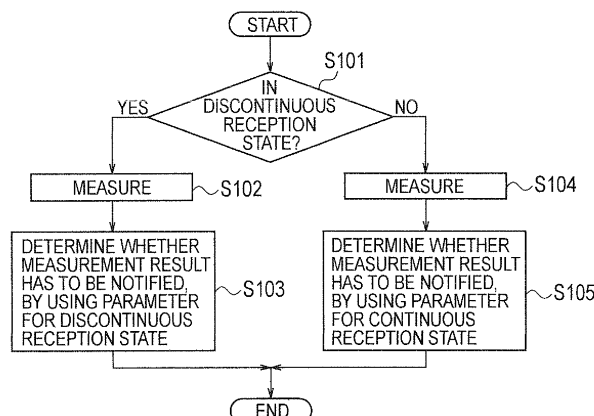 START
S101
IN
DISCONTINUOUS
RECEPTION
STATE?
YES
NO
MEASURE
S102
MEASURE
S104
DETERMINE WHETHER
MEASUREMENT RESULT
HAS TO BE NOTIFIED,
BY USING PARAMETER
FOR DISCONTINUOUS
RECEPTION STATE
S103
DETERMINE WHETHER
MEASUREMENT RESULT
HAS TO BE NOTIFIED,
BY USING PARAMETER
FOR CONTINUOUS
RECEPTION STATE
S105
END